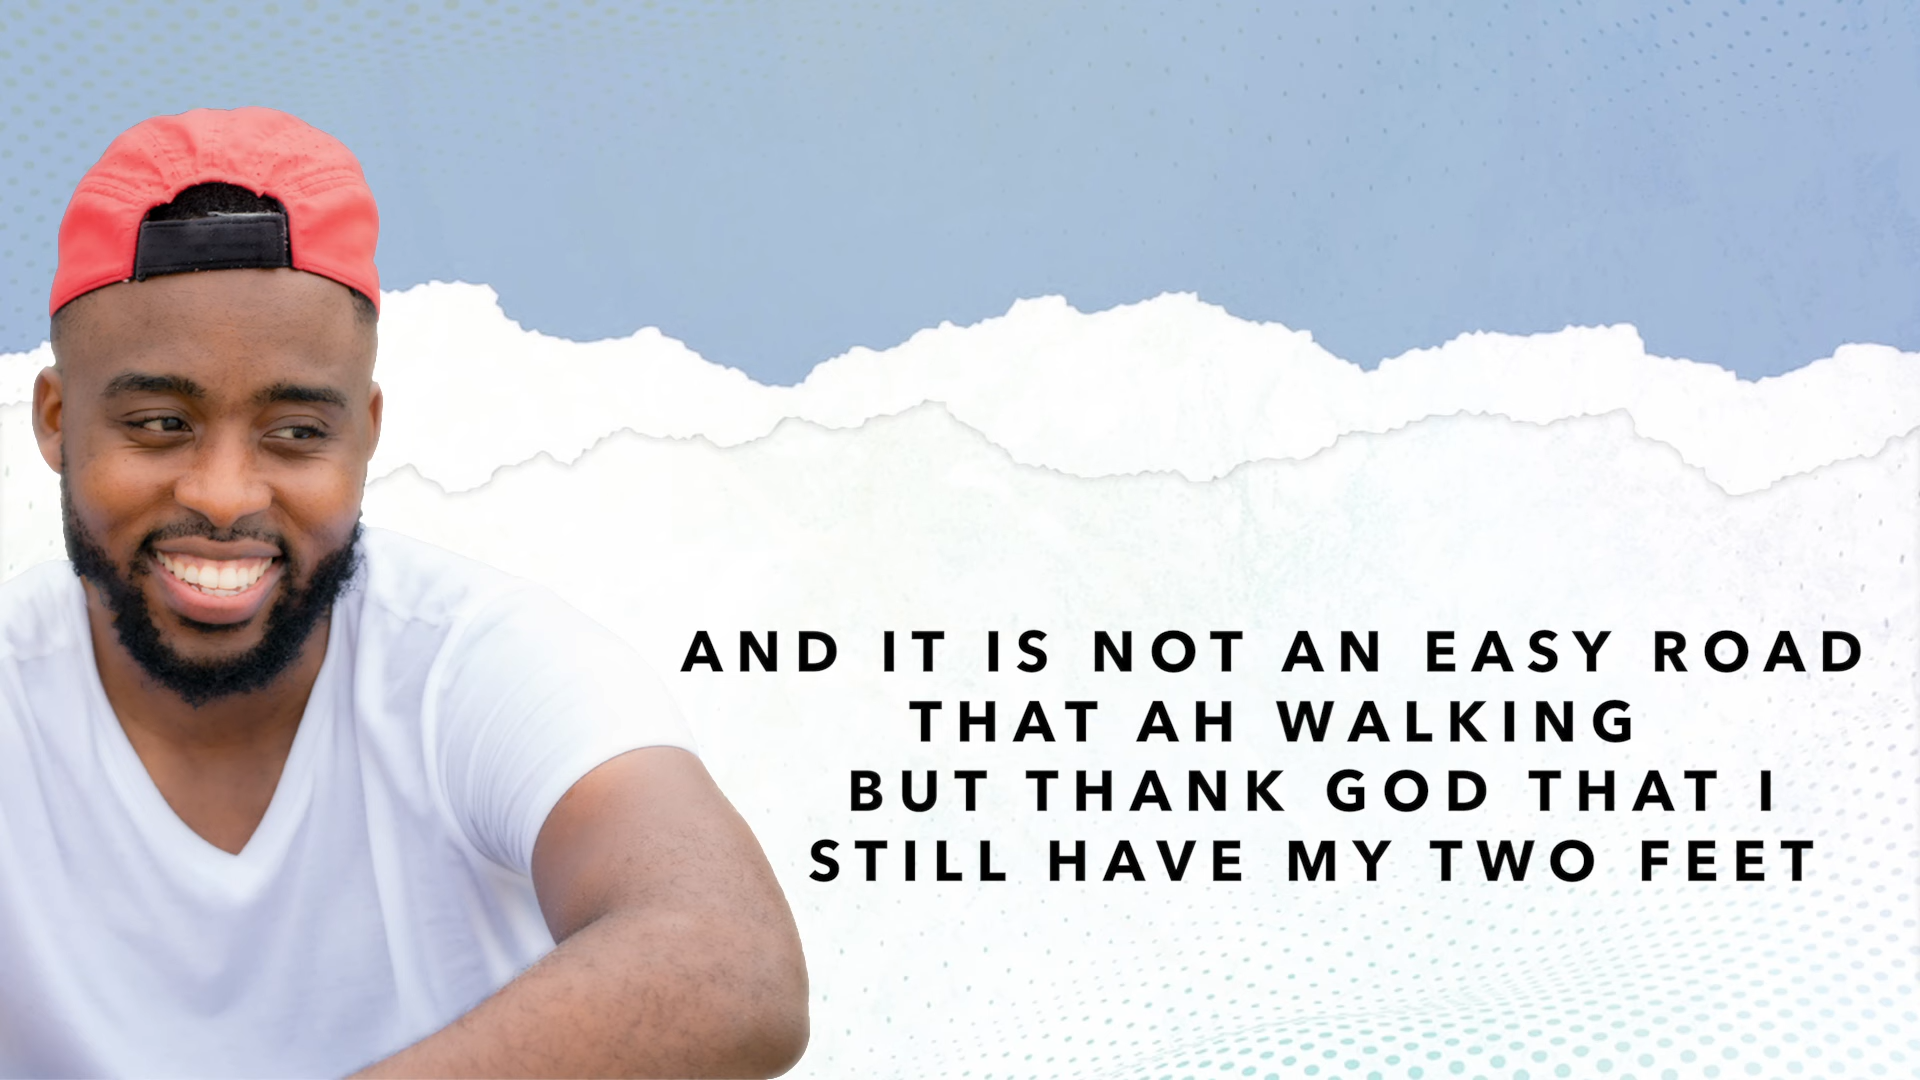 AND IT IS NOT AN EASY ROAD
THAT AH WALKING
BUT THANK GOD THAT I
STILL HAVE MY TWO FEET